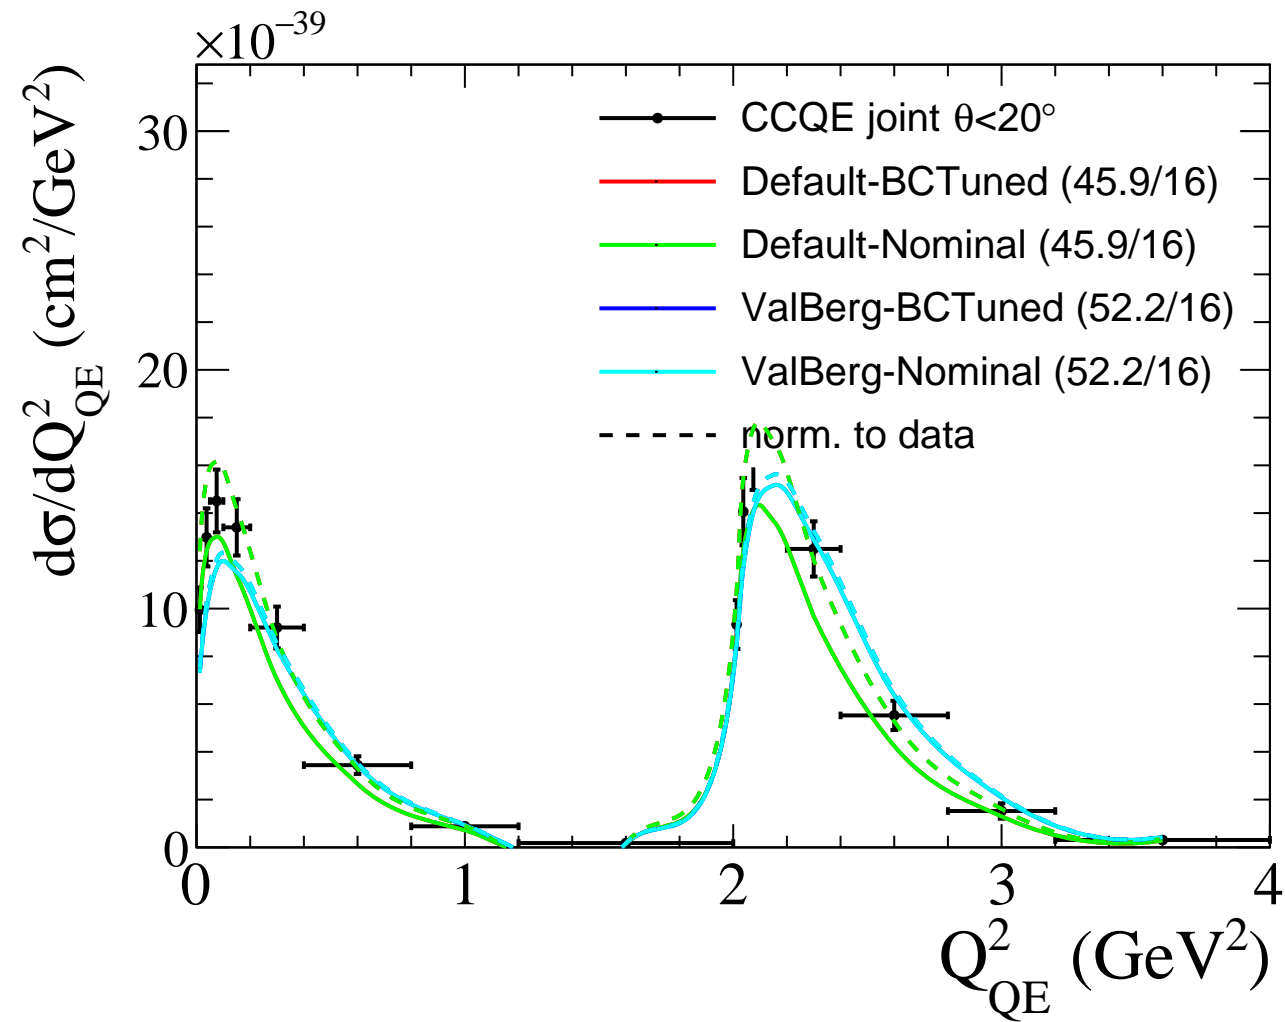 ×10⁻³⁹
dσ/dQ²_QE (cm²/GeV²)
30
20
10
0
CCQE joint θ<20°
Default-BCTuned (45.9/16)
Default-Nominal (45.9/16)
ValBerg-BCTuned (52.2/16)
ValBerg-Nominal (52.2/16)
norm. to data
0 1 2 3 4
Q²_QE (GeV²)